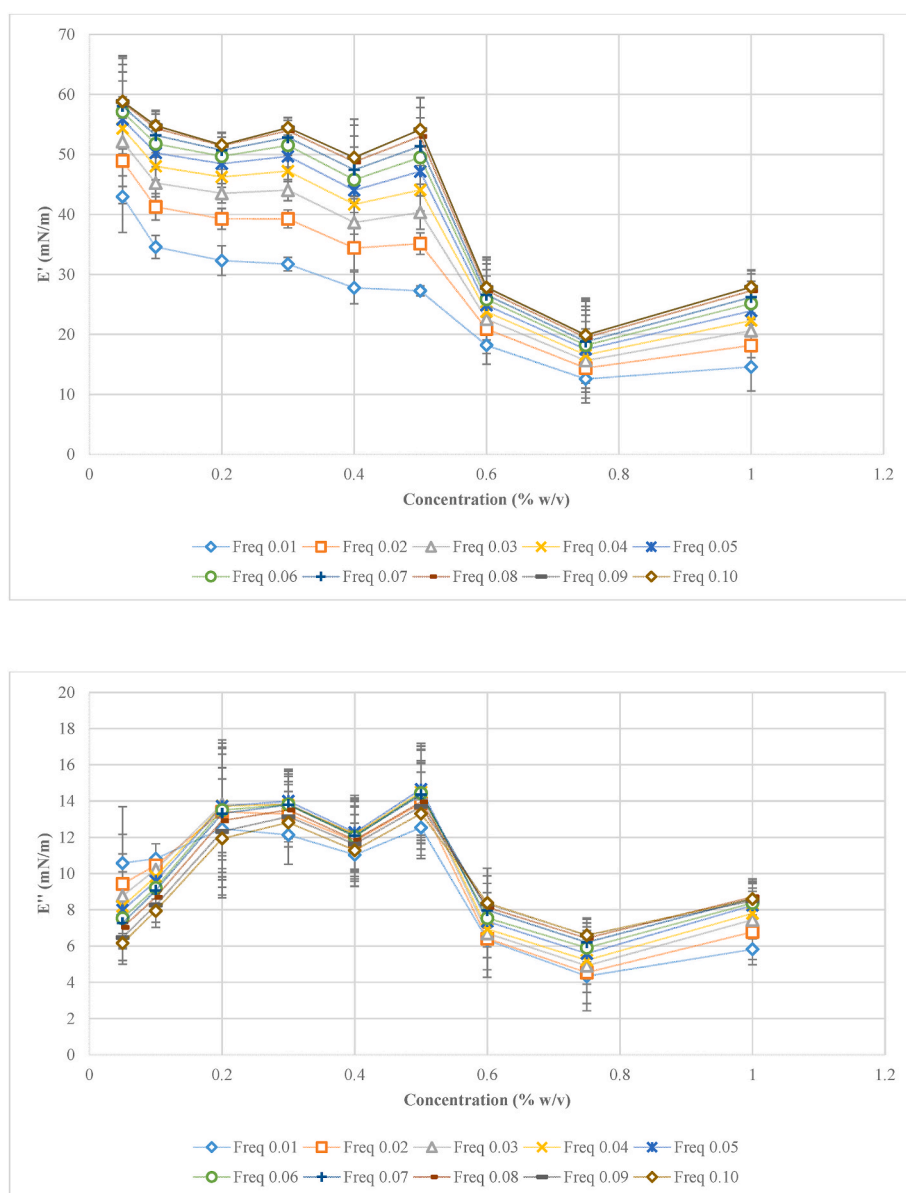 70
60
50
40
30
20
10
0
E' (mN/m)
0 0.2 0.4 0.6 0.8 1 1.2
Concentration (% w/v)
Freq 0.01 Freq 0.02 Freq 0.03 Freq 0.04 Freq 0.05
Freq 0.06 Freq 0.07 Freq 0.08 Freq 0.09 Freq 0.10
20
18
16
14
12
10
8
6
4
2
0
E'' (mN/m)
0 0.2 0.4 0.6 0.8 1 1.2
Concentration (% w/v)
Freq 0.01 Freq 0.02 Freq 0.03 Freq 0.04 Freq 0.05
Freq 0.06 Freq 0.07 Freq 0.08 Freq 0.09 Freq 0.10